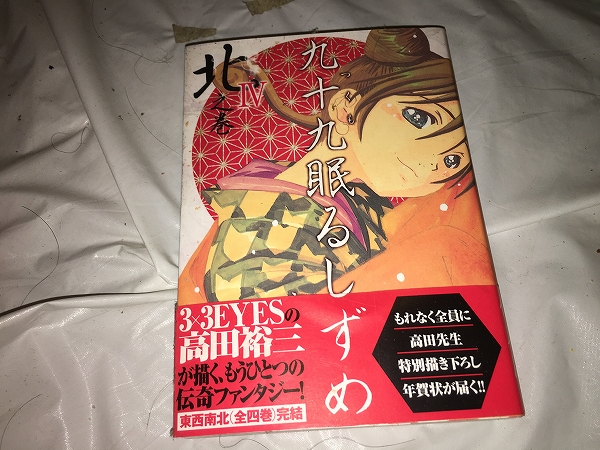 九十九眠るしずめ
北
之巻
IV
3×3EYESの
高田裕三
が描く、もうひとつの
伝奇ファンタジー!
東西南北(全四巻)完結
もれなく全員に
高田先生
特別描き下ろし
年賀状が届く!!